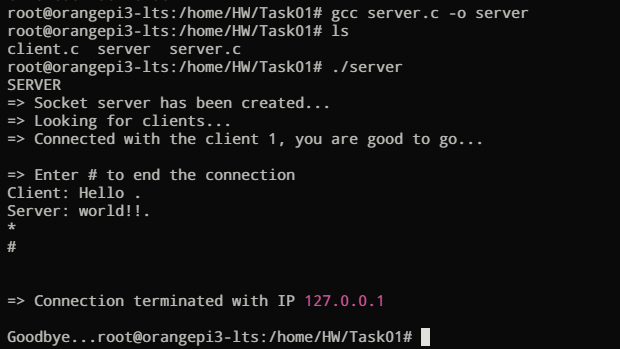 root@orangepi3-lts:/home/HW/Task01# gcc server.c -o server
root@orangepi3-lts:/home/HW/Task01# ls
client.c  server  server.c
root@orangepi3-lts:/home/HW/Task01# ./server
SERVER
=> Socket server has been created...
=> Looking for clients...
=> Connected with the client 1, you are good to go...
=> Enter # to end the connection
Client: Hello .
Server: world!!.
*
#
=> Connection terminated with IP 127.0.0.1
Goodbye...root@orangepi3-lts:/home/HW/Task01#